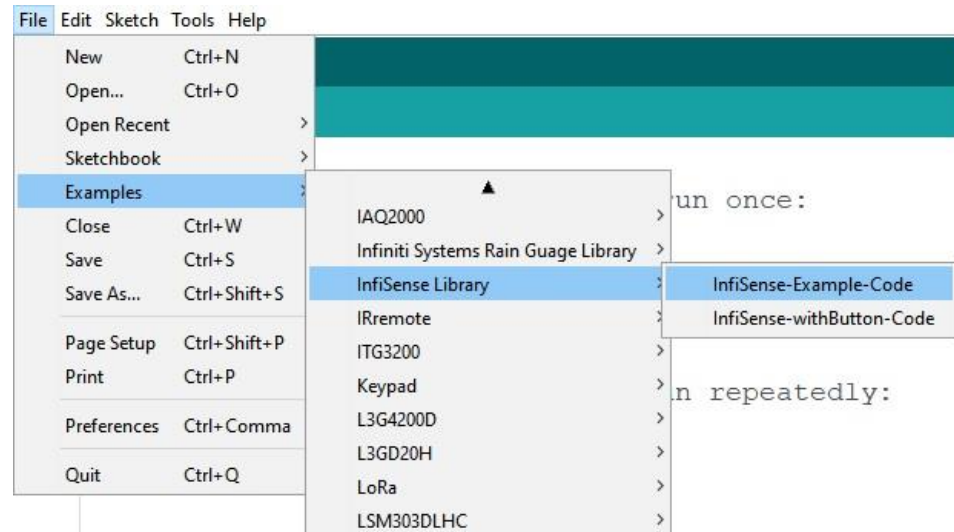 File Edit Sketch Tools Help
New Ctrl+N
Open... Ctrl+O
Open Recent
Sketchbook
Examples
Close Ctrl+W
Save Ctrl+S
Save As... Ctrl+Shift+S
Page Setup Ctrl+Shift+P
Print Ctrl+P
Preferences Ctrl+Comma
Quit Ctrl+Q
IAQ2000
Infiniti Systems Rain Guage Library
InfiSense Library
IRremote
ITG3200
Keypad
L3G4200D
L3GD20H
LoRa
LSM303DLHC
InfiSense-Example-Code
InfiSense-withButton-Code
run once:
n repeatedly: